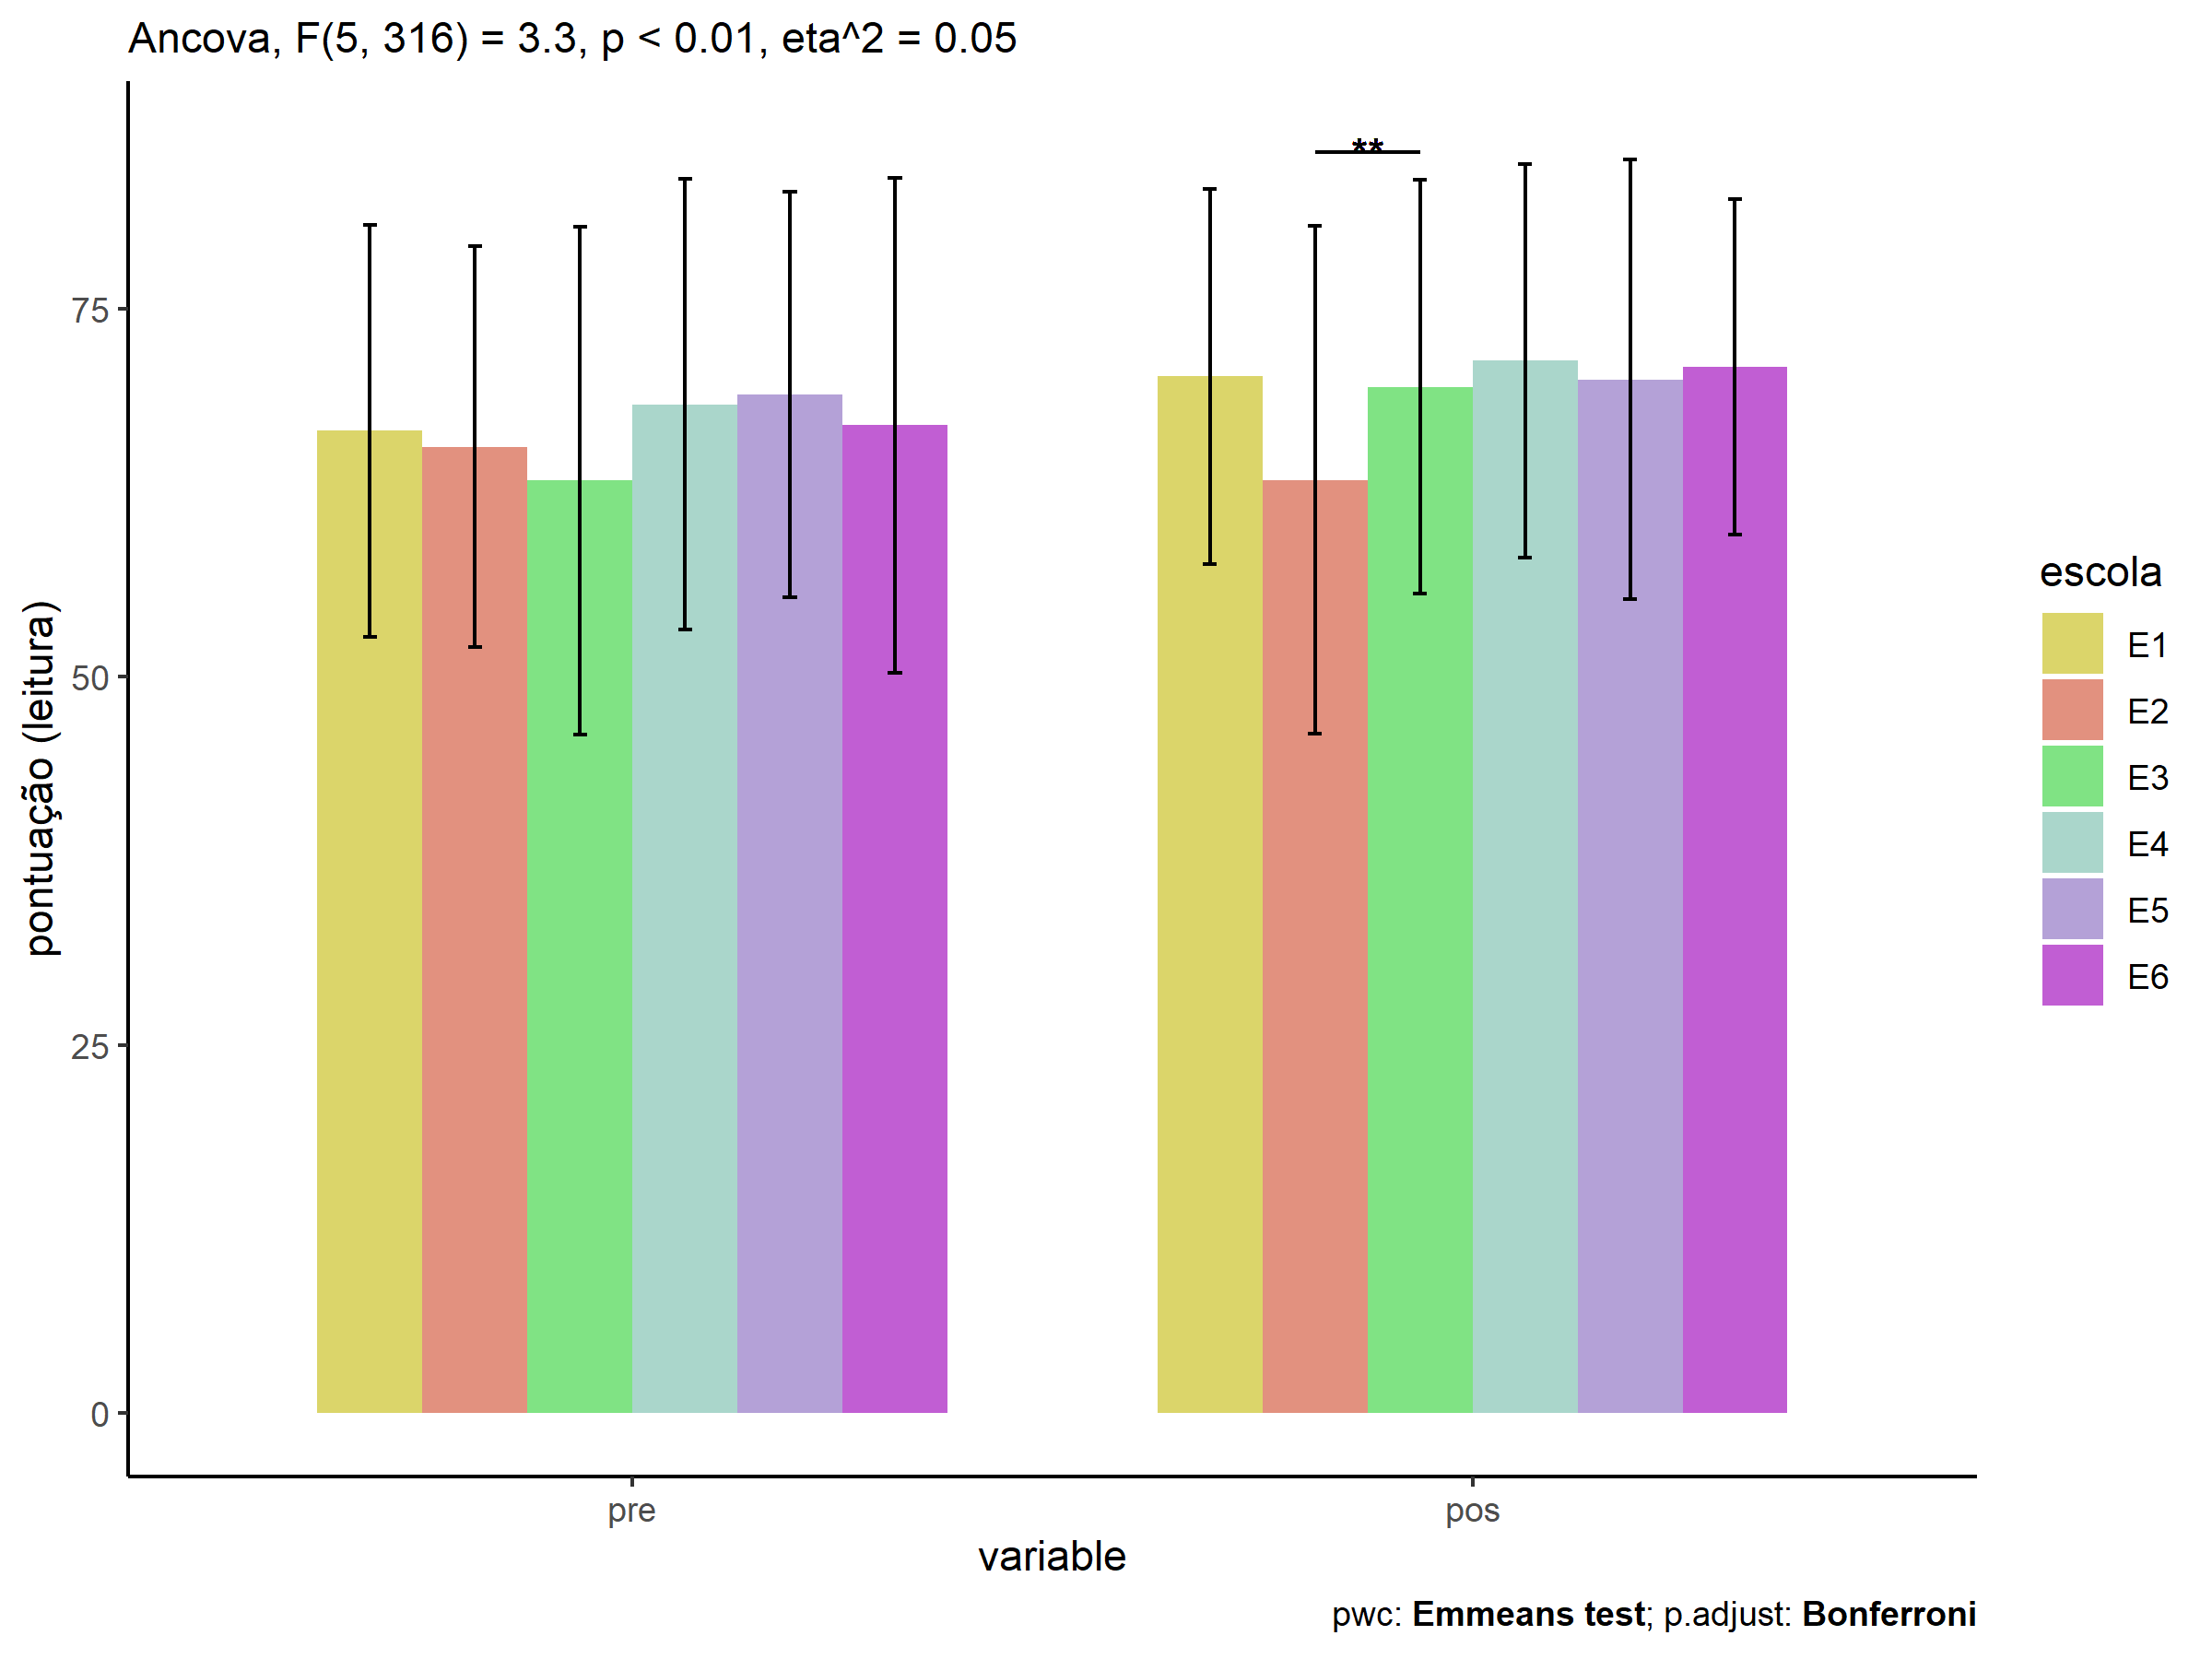 Ancova, F(5, 316) = 3.3, p < 0.01, eta^2 = 0.05
**
75
50
25
0
pontuação (leitura)
pre
pos
variable
escola
E1
E2
E3
E4
E5
E6
pwc: Emmeans test; p.adjust: Bonferroni